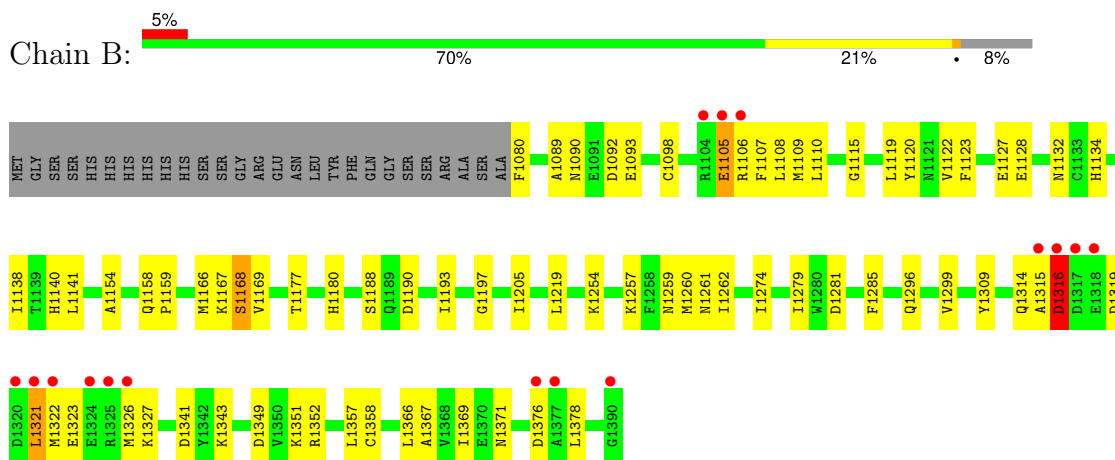 5%
Chain B:
70% 21% • 8%
MET GLY SER SER HIS HIS HIS HIS HIS HIS SER SER GLY ARG GLU ASN LEU TYR PHE GLN GLY SER SER ARG ALA SER ALA F1080 A1089 N1090 E1091 D1092 E1093 C1098 R1104 E1105 R1106 F1107 L1108 M1109 L1110 G1115 L1119 Y1120 N1121 V1122 F1123 E1127 E1128 N1132 C1133 H1134
I1138 T1139 H1140 L1141 A1154 Q1158 P1159 M1166 K1167 S1168 V1169 T1177 H1180 S1188 Q1189 D1190 I1193 G1197 I1205 L1219 K1254 K1257 F1258 N1259 M1260 N1261 I1262 I1274 I1279 W1280 D1281 F1285 Q1296 V1299 Y1309 Q1314 A1315 D1316 D1317 E1318 D1319
D1320 L1321 M1322 E1323 E1324 R1325 M1326 K1327 D1341 Y1342 K1343 D1349 V1350 K1351 R1352 L1357 C1358 L1366 A1367 V1368 I1369 E1370 N1371 D1376 A1377 L1378 G1390